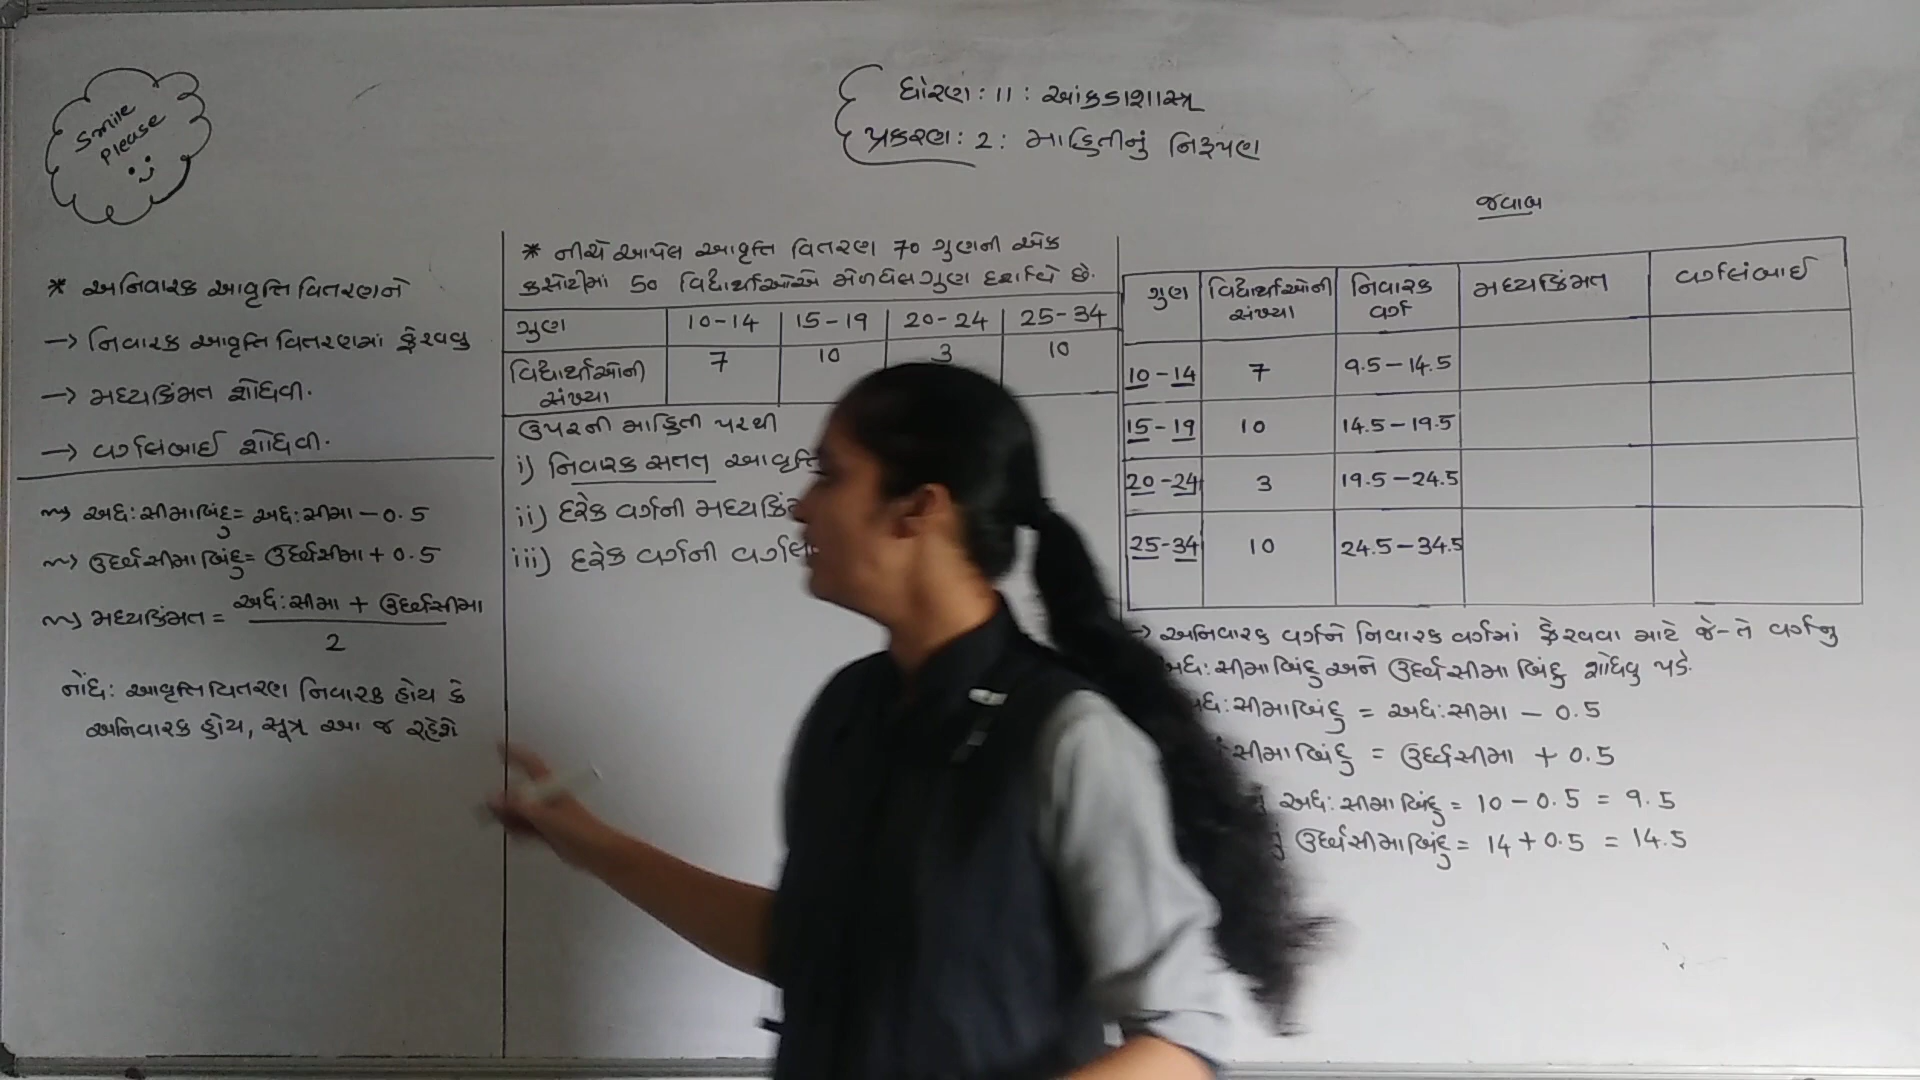 Smile
please
ધોરણ : 11 : આંકડાશાસ્ત્ર
પ્રકરણ : 2 : માહિતીનું નિરૂપણ
* અનિવારક આવૃત્તિ વિતરણને
→ નિવારક આવૃત્તિ વિતરણમાં ફેરવવુ
→ મધ્યકિંમત શોધવી.
→ વર્ગલંબાઈ શોધવી.
અધ:સીમાબિંદુ = અધ:સીમા - 0.5
ઉર્ધ્વસીમાબિંદુ = ઉર્ધ્વસીમા + 0.5
મધ્યકિંમત = અધ:સીમા + ઉર્ધ્વસીમા
2
નોંધ : આવૃત્તિ વિતરણ નિવારક હોય કે
અનિવારક હોય, સૂત્ર આ જ રહેશે
* નીચે આપેલ આવૃત્તિ વિતરણ 70 ગુણની એક
કસોટીમાં 50 વિદ્યાર્થીઓએ મેળવેલ ગુણ દર્શાવે છે.
ગુણ 10-14 15-19 20-24 25-34
વિદ્યાર્થીઓની 7 10 3 10
સંખ્યા
ઉપરની માહિતી પરથી
i) નિવારક સતત
ii) દરેક વર્ગની
iii) દરેક વર્ગની
જવાબ
ગુણ વિદ્યાર્થીઓની નિવારક મધ્યકિંમત વર્ગલંબાઈ
સંખ્યા વર્ગ
10-14 7 9.5-14.5
15-19 10 14.5-19.5
20-24 3 19.5-24.5
25-34 10 24.5-34.5
→ અનિવારક વર્ગને નિવારક વર્ગમાં ફેરવવા માટે જે-તે વર્ગનુ
સીમાબિંદુ અને ઉર્ધ્વસીમાબિંદુ શોધવુ પડે.
સીમાબિંદુ = અધ:સીમા - 0.5
સીમાબિંદુ = ઉર્ધ્વસીમા + 0.5
અધ:સીમાબિંદુ = 10 - 0.5 = 9.5
ઉર્ધ્વસીમાબિંદુ = 14 + 0.5 = 14.5